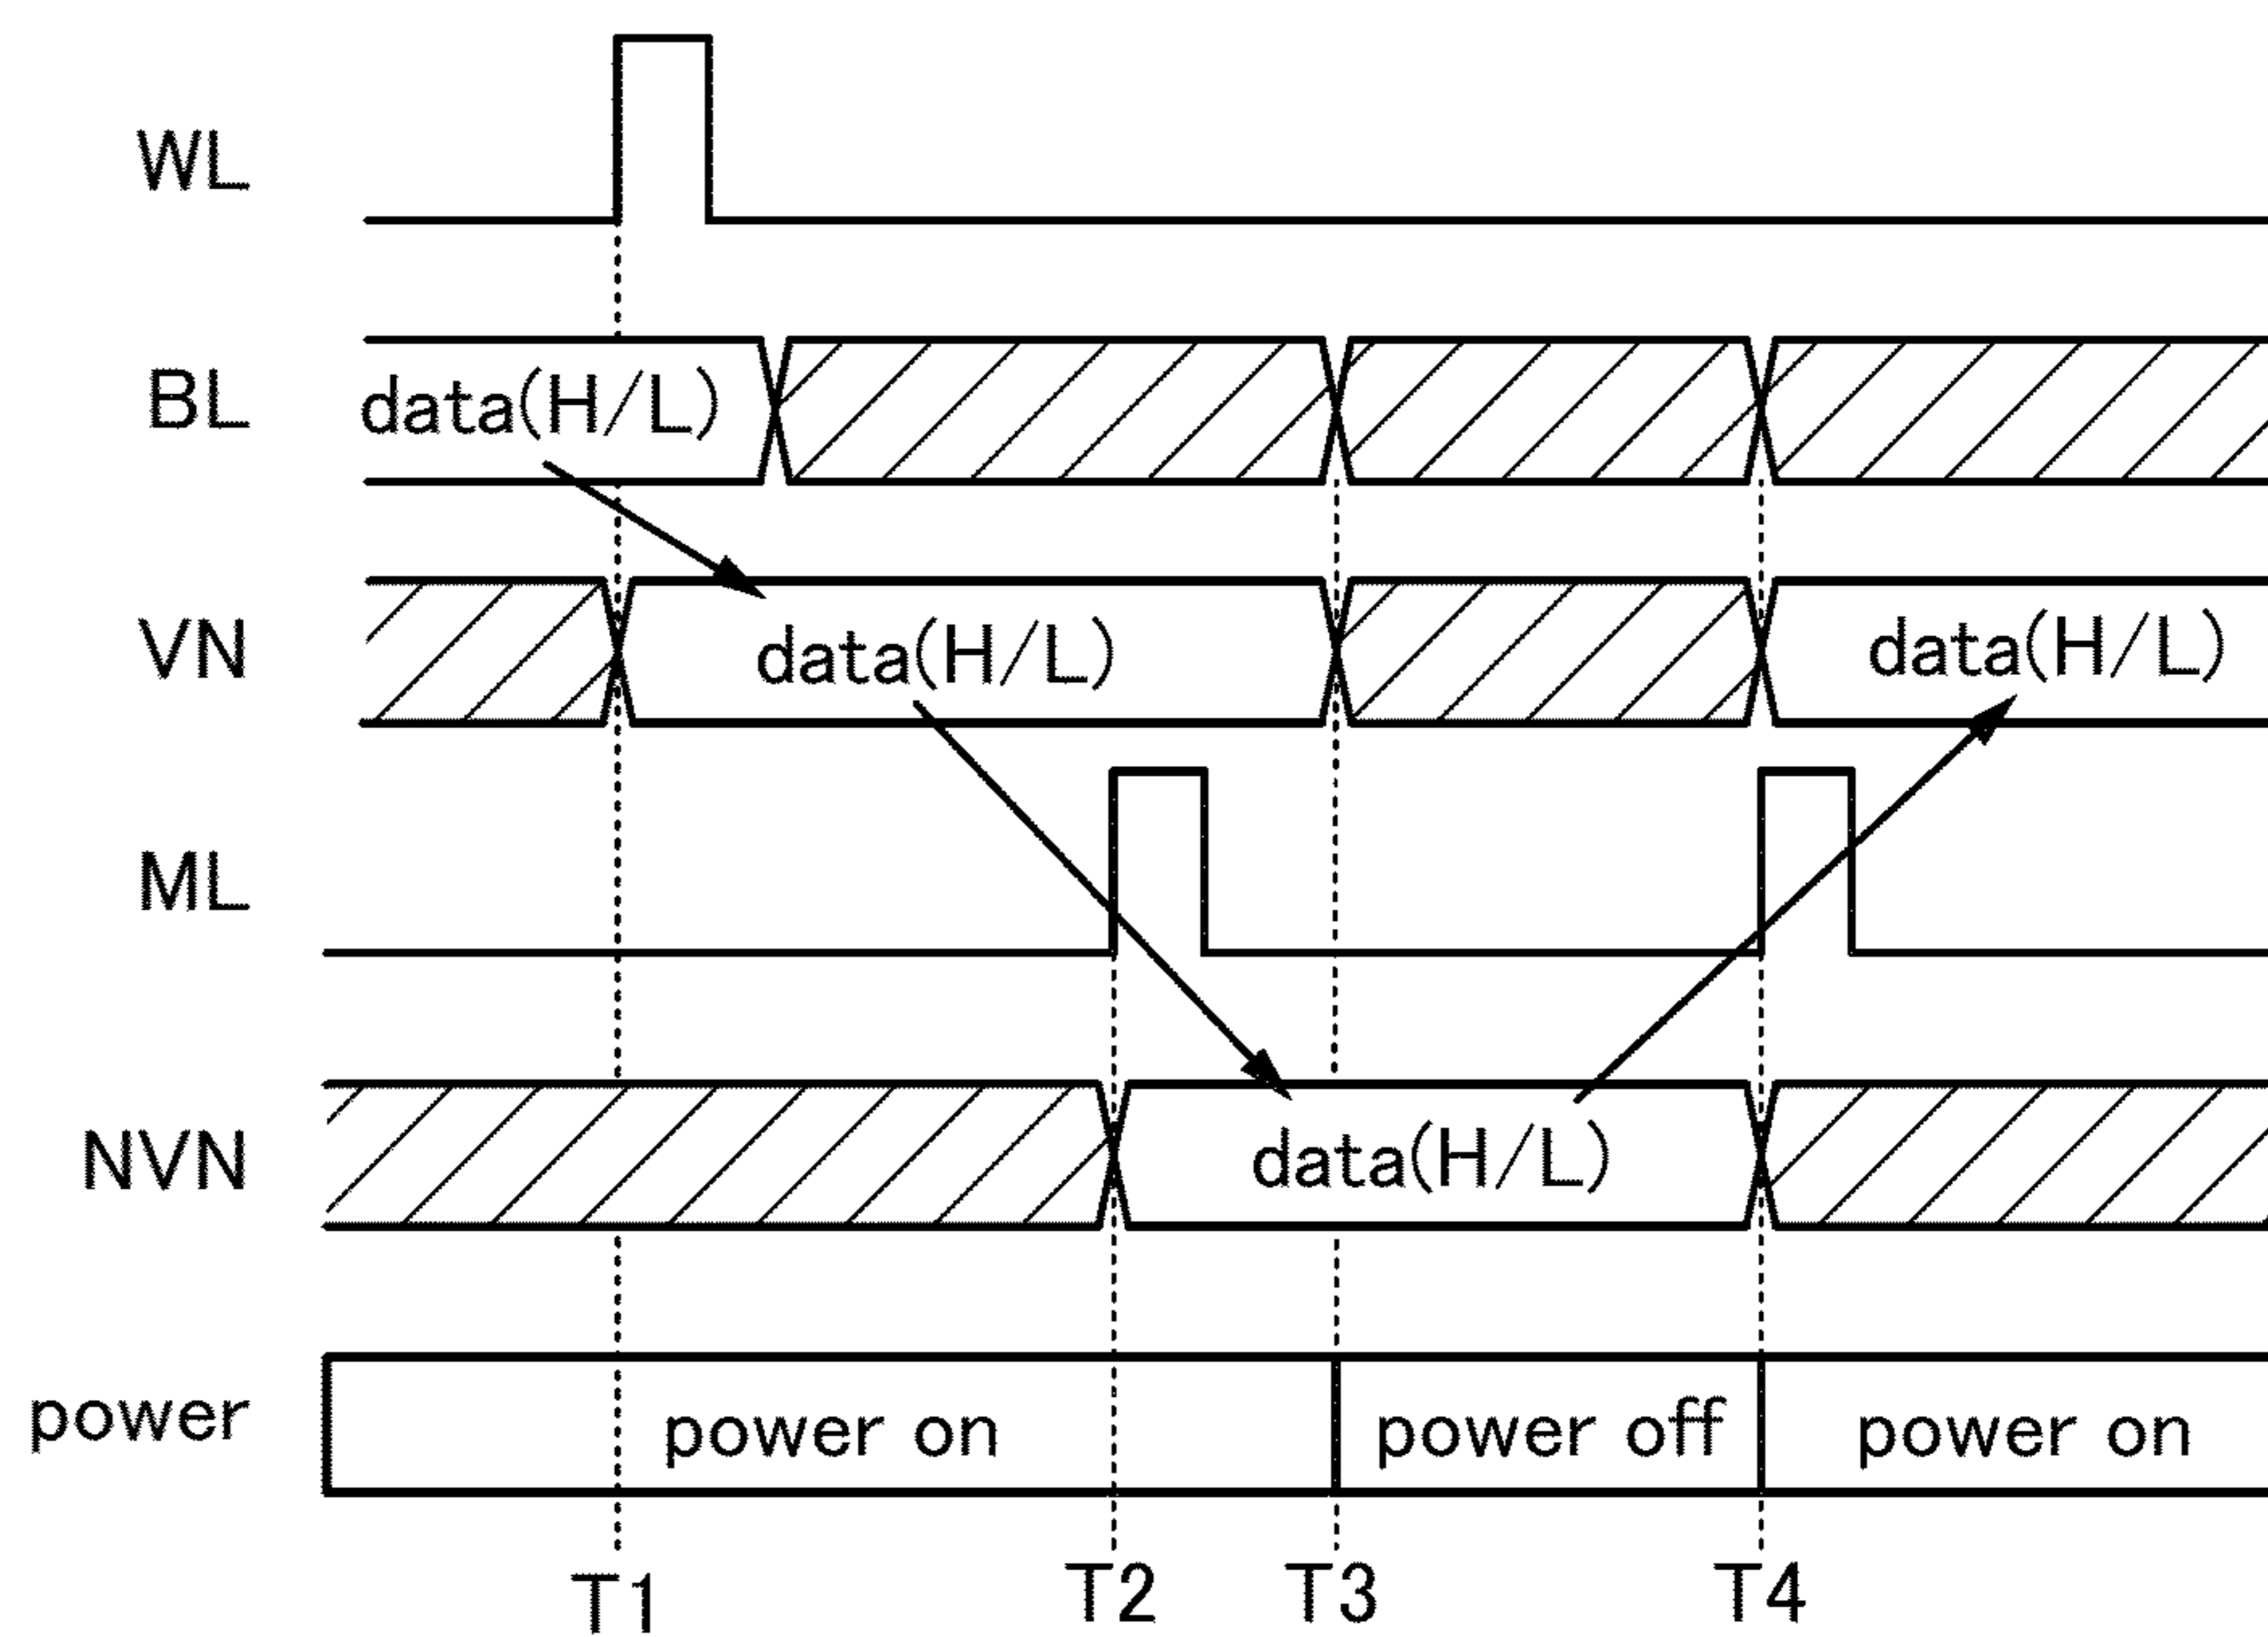 WL
BL data(H/L)
VN data(H/L) data(H/L)
ML
NVN data(H/L)
power power on power off power on
T1 T2 T3 T4